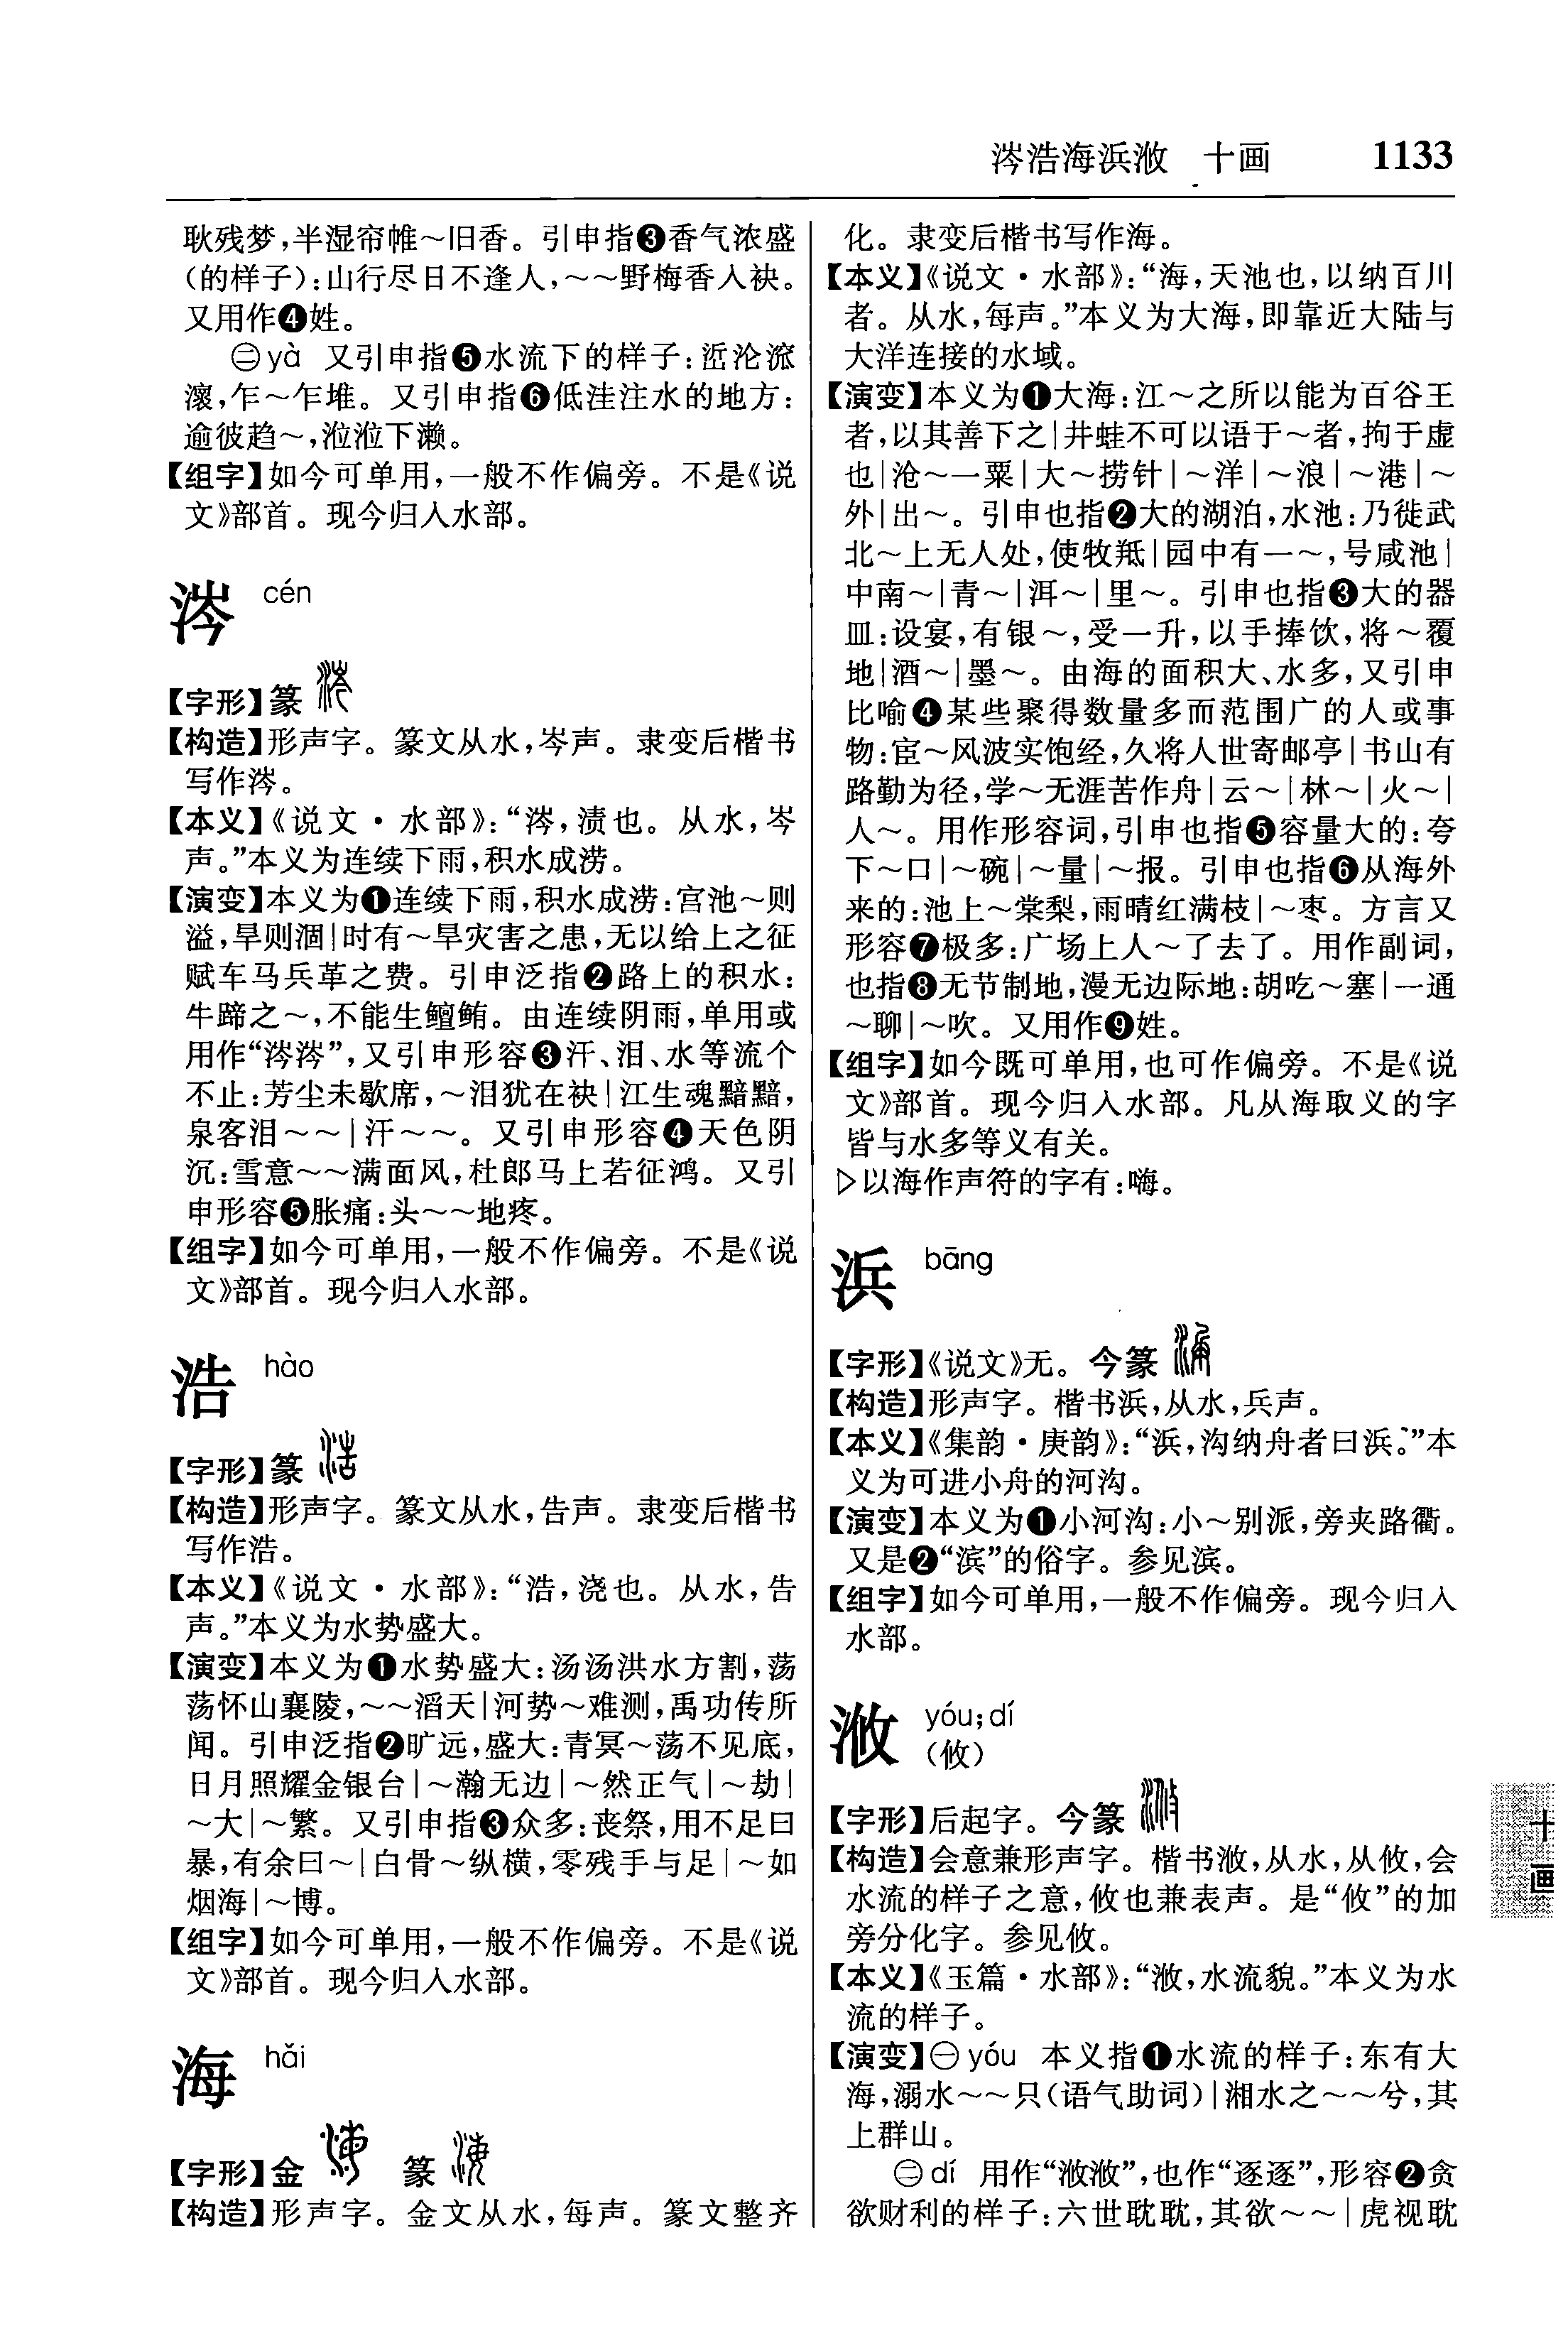 涔浩海浜浟 十画 1133
耿残梦,半湿帘帷～旧香。引申指❸香气浓盛
(的样子):山行尽日不逢人,～～野梅香入袂。
又用作❹姓。
㊁yà 又引申指❺水流下的样子:浤沦㵽
瀤,乍～乍堆。又引申指❻低洼注水的地方:
逾彼趋～,涖涖下濑。
【组字】如今可单用,一般不作偏旁。不是《说
文》部首。现今归入水部。
涔 cén
【字形】篆
【构造】形声字。篆文从水,岑声。隶变后楷书
写作涔。
【本义】《说文·水部》:“涔,渍也。从水,岑
声。”本义为连续下雨,积水成涝。
【演变】本义为❶连续下雨,积水成涝:宫池～则
溢,旱则涸|时有～旱灾害之患,无以给上之征
赋车马兵革之费。引申泛指❷路上的积水:
牛蹄之～,不能生鳣鲔。由连续阴雨,单用或
用作“涔涔”,又引申形容❸汗、泪、水等流个
不止:芳尘未歇席,～泪犹在袂|江生魂黯黯,
泉客泪～～|汗～～。又引申形容❹天色阴
沉:雪意～～满面风,杜郎马上若征鸿。又引
申形容❺胀痛:头～～地疼。
【组字】如今可单用,一般不作偏旁。不是《说
文》部首。现今归入水部。
浩 hào
【字形】篆
【构造】形声字。篆文从水,告声。隶变后楷书
写作浩。
【本义】《说文·水部》:“浩,浇也。从水,告
声。”本义为水势盛大。
【演变】本义为❶水势盛大:汤汤洪水方割,荡
荡怀山襄陵,～～滔天|河势～难测,禹功传所
闻。引申泛指❷旷远,盛大:青冥～荡不见底,
日月照耀金银台|～瀚无边|～然正气|～劫|
～大|～繁。又引申指❸众多:丧祭,用不足曰
暴,有余曰～|白骨～纵横,零残手与足|～如
烟海|～博。
【组字】如今可单用,一般不作偏旁。不是《说
文》部首。现今归入水部。
海 hǎi
【字形】金 篆
【构造】形声字。金文从水,每声。篆文整齐
化。隶变后楷书写作海。
【本义】《说文·水部》:“海,天池也,以纳百川
者。从水,每声。”本义为大海,即靠近大陆与
大洋连接的水域。
【演变】本义为❶大海:江～之所以能为百谷王
者,以其善下之|井蛙不可以语于～者,拘于虚
也|沧～一粟|大～捞针|～洋|～浪|～港|～
外|出～。引申也指❷大的湖泊,水池:乃徙武
北～上无人处,使牧羝|园中有一～,号咸池|
中南～|青～|洱～|里～。引申也指❸大的器
皿:设宴,有银～,受一升,以手捧饮,将～覆
地|酒～|墨～。由海的面积大、水多,又引申
比喻❹某些聚得数量多而范围广的人或事
物:宦～风波实饱经,久将人世寄邮亭|书山有
路勤为径,学～无涯苦作舟|云～|林～|火～|
人～。用作形容词,引申也指❺容量大的:夸
下～口|～碗|～量|～报。引申也指❻从海外
来的:池上～棠梨,雨晴红满枝|～枣。方言又
形容❼极多:广场上人～了去了。用作副词,
也指❽无节制地,漫无边际地:胡吃～塞|一通
～聊|～吹。又用作❾姓。
【组字】如今既可单用,也可作偏旁。不是《说
文》部首。现今归入水部。凡从海取义的字
皆与水多等义有关。
▷以海作声符的字有:嗨。
浜 bāng
【字形】《说文》无。今篆
【构造】形声字。楷书浜,从水,兵声。
【本义】《集韵·庚韵》:“浜,沟纳舟者曰浜。”本
义为可进小舟的河沟。
【演变】本义为❶小河沟:小～别派,旁夹路衢。
又是❷“滨”的俗字。参见滨。
【组字】如今可单用,一般不作偏旁。现今归入
水部。
浟 yóu;dí
(攸)
【字形】后起字。今篆
【构造】会意兼形声字。楷书浟,从水,从攸,会
水流的样子之意,攸也兼表声。是“攸”的加
旁分化字。参见攸。
【本义】《玉篇·水部》:“浟,水流貌。”本义为水
流的样子。
【演变】㊀yóu 本义指❶水流的样子:东有大
海,溺水～～只(语气助词)|湘水之～～兮,其
上群山。
㊁dí 用作“浟浟”,也作“逐逐”,形容❷贪
欲财利的样子:六世耽耽,其欲～～|虎视耽
十画